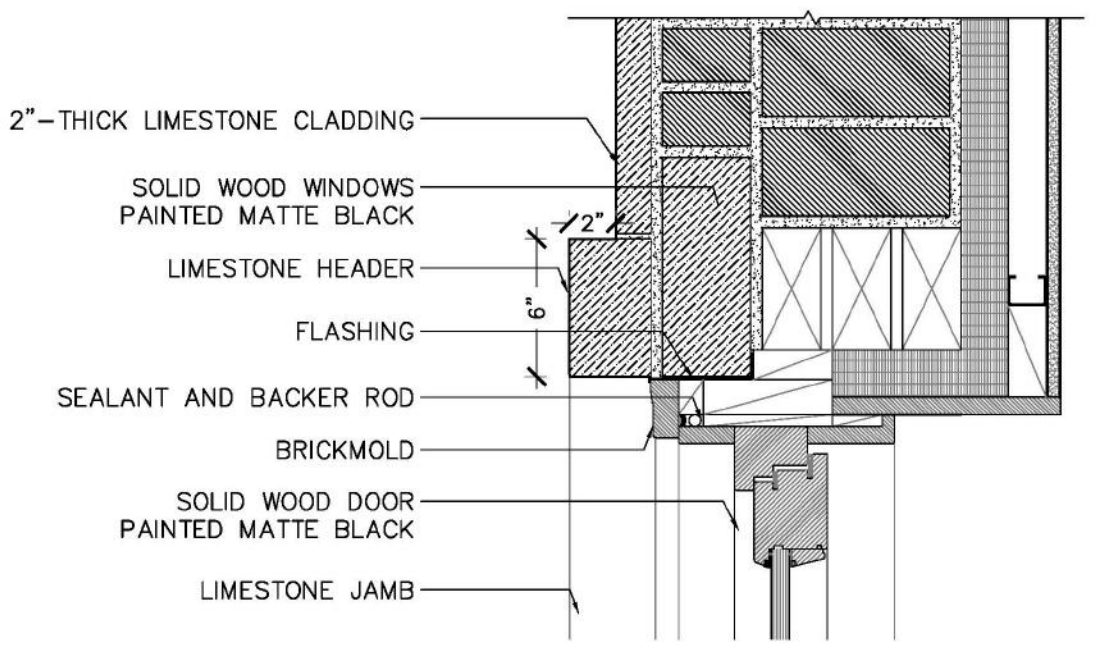 2"-THICK LIMESTONE CLADDING
SOLID WOOD WINDOWS
PAINTED MATTE BLACK
2"
LIMESTONE HEADER
6"
FLASHING
SEALANT AND BACKER ROD
BRICKMOLD
SOLID WOOD DOOR
PAINTED MATTE BLACK
LIMESTONE JAMB